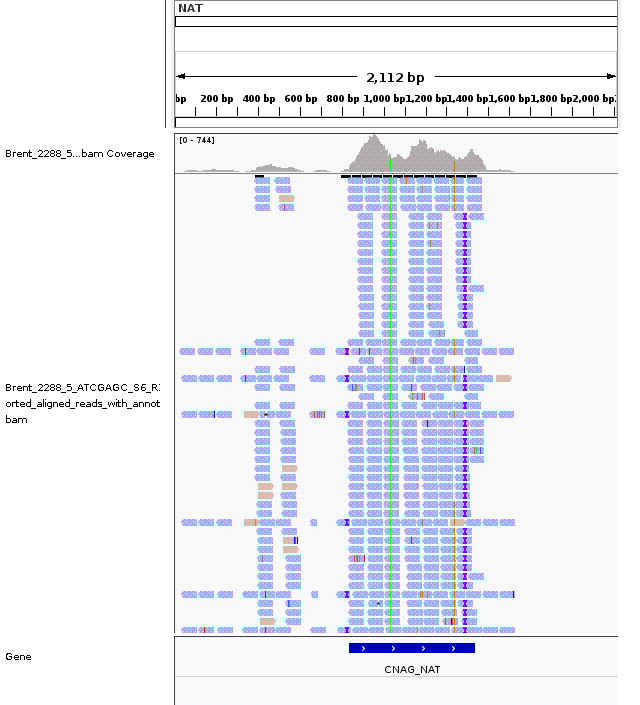 NAT
2,112 bp
bp 200 bp 400 bp 600 bp 800 bp 1,000 bp 1,200 bp 1,400 bp 1,600 bp 1,800 bp 2,000 bp 2
[0 - 744]
Brent_2288_5...bam Coverage
Brent_2288_5_ATCGAGC_S6_R
orted_aligned_reads_with_annot
bam
Gene
CNAG_NAT